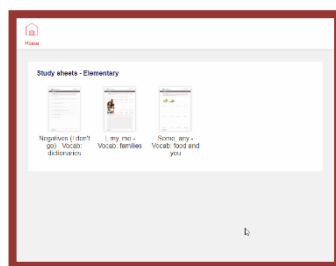 Home
Study sheets - Elementary
Negatives (I don't
go) Vocab:
dictionaries
I, my, me -
Vocab: families
Some, any -
Vocab: food and
you